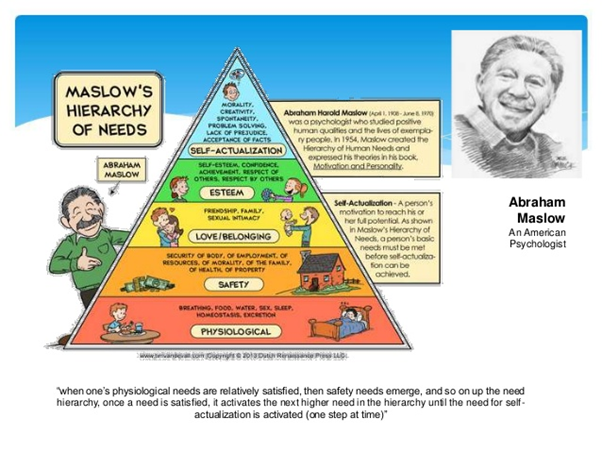 MASLOW'S
HIERARCHY
OF NEEDS
ABRAHAM
MASLOW
MORALITY,
CREATIVITY,
SPONTANEITY,
PROBLEM SOLVING,
LACK OF PREJUDICE,
ACCEPTANCE OF FACTS
SELF-ACTUALIZATION
SELF-ESTEEM, CONFIDENCE,
ACHIEVEMENT, RESPECT OF
OTHERS, RESPECT BY OTHERS
ESTEEM
FRIENDSHIP, FAMILY,
SEXUAL INTIMACY
LOVE/BELONGING
SECURITY OF BODY, OF EMPLOYMENT, OF
RESOURCES, OF MORALITY, OF THE FAMILY,
OF HEALTH, OF PROPERTY
SAFETY
BREATHING, FOOD, WATER, SEX, SLEEP,
HOMEOSTASIS, EXCRETION
PHYSIOLOGICAL
Abraham Harold Maslow (April 1, 1908 - June 8, 1970)
was a psychologist who studied positive
human qualities and the lives of exempla-
ry people. In 1954, Maslow created the
Hierarchy of Human Needs and
expressed his theories in his book,
Motivation and Personality.
Self-Actualization - A person's
motivation to reach his or
her full potential. As shown
in Maslow's Hierarchy of
Needs, a person's basic
needs must be met
before self-actualiza-
tion can be
achieved.
Abraham
Maslow
An American
Psychologist
(Copyright © 2013 Dutch Renaissance Press LLC)
"when one's physiological needs are relatively satisfied, then safety needs emerge, and so on up the need
hierarchy, once a need is satisfied, it activates the next higher need in the hierarchy until the need for self-
actualization is activated (one step at time)"